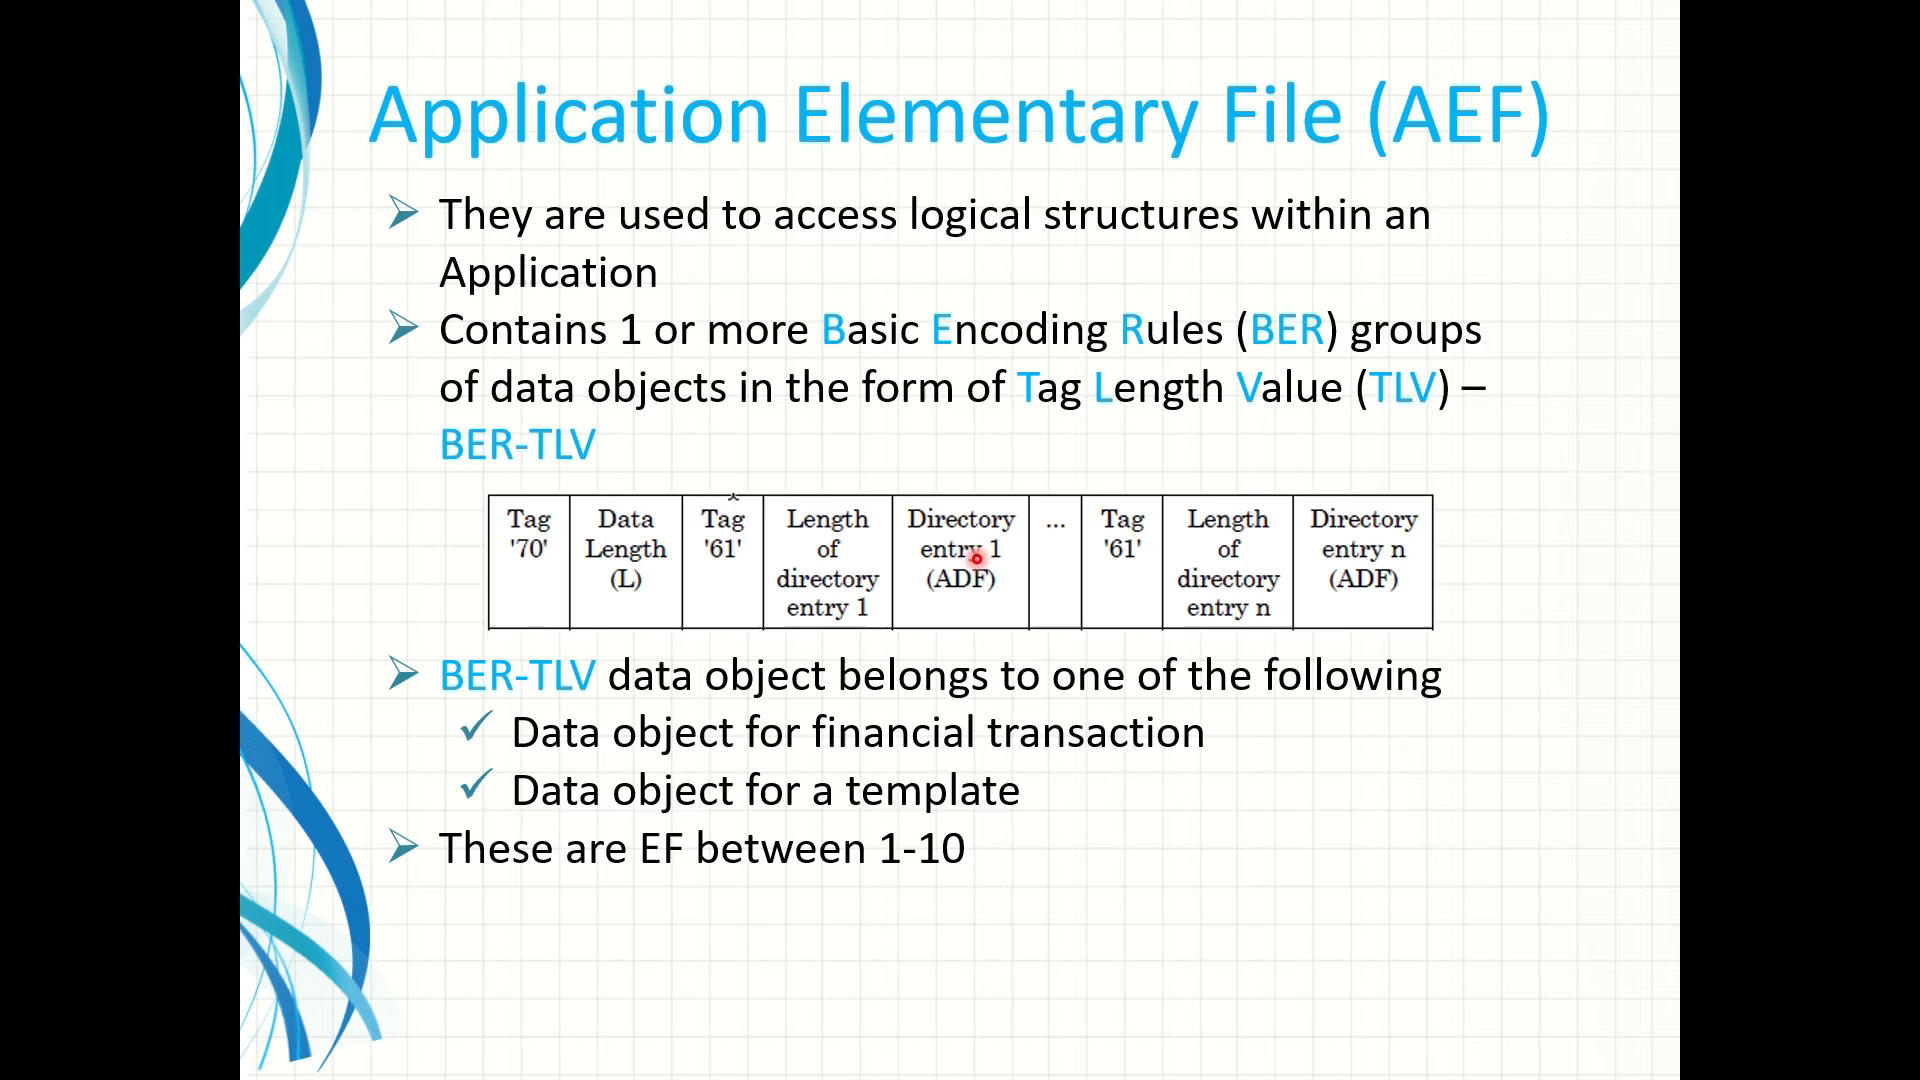 Application Elementary File (AEF)
They are used to access logical structures within an
Application
Contains 1 or more Basic Encoding Rules (BER) groups
of data objects in the form of Tag Length Value (TLV) –
BER-TLV
Tag '70'
Data Length (L)
Tag '61'
Length of directory entry 1
Directory entry 1 (ADF)
...
Tag '61'
Length of directory entry n
Directory entry n (ADF)
BER-TLV data object belongs to one of the following
Data object for financial transaction
Data object for a template
These are EF between 1-10